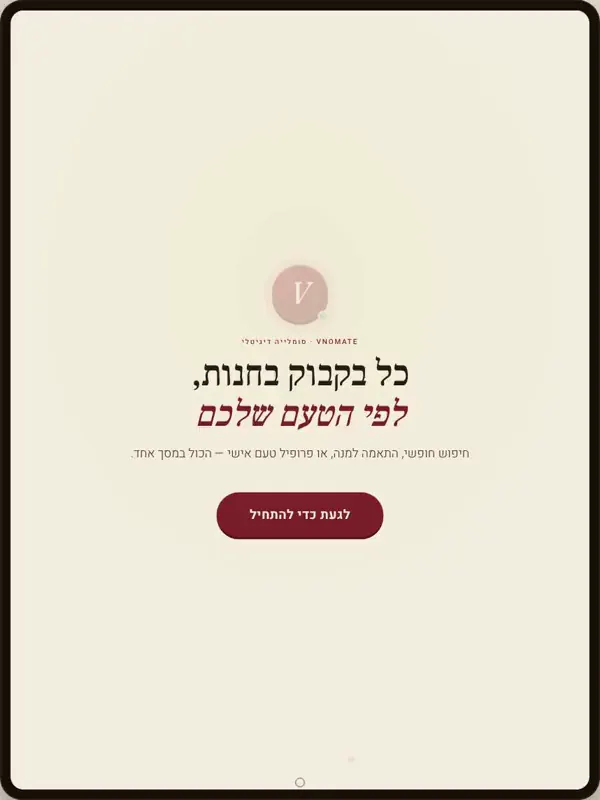 V
VNOMATE · סומלייה דיגיטלי
כל בקבוק בחנות,
לפי הטעם שלכם
חיפוש חופשי, התאמה למנה, או פרופיל טעם אישי — הכול במסך אחד.
לגעת כדי להתחיל